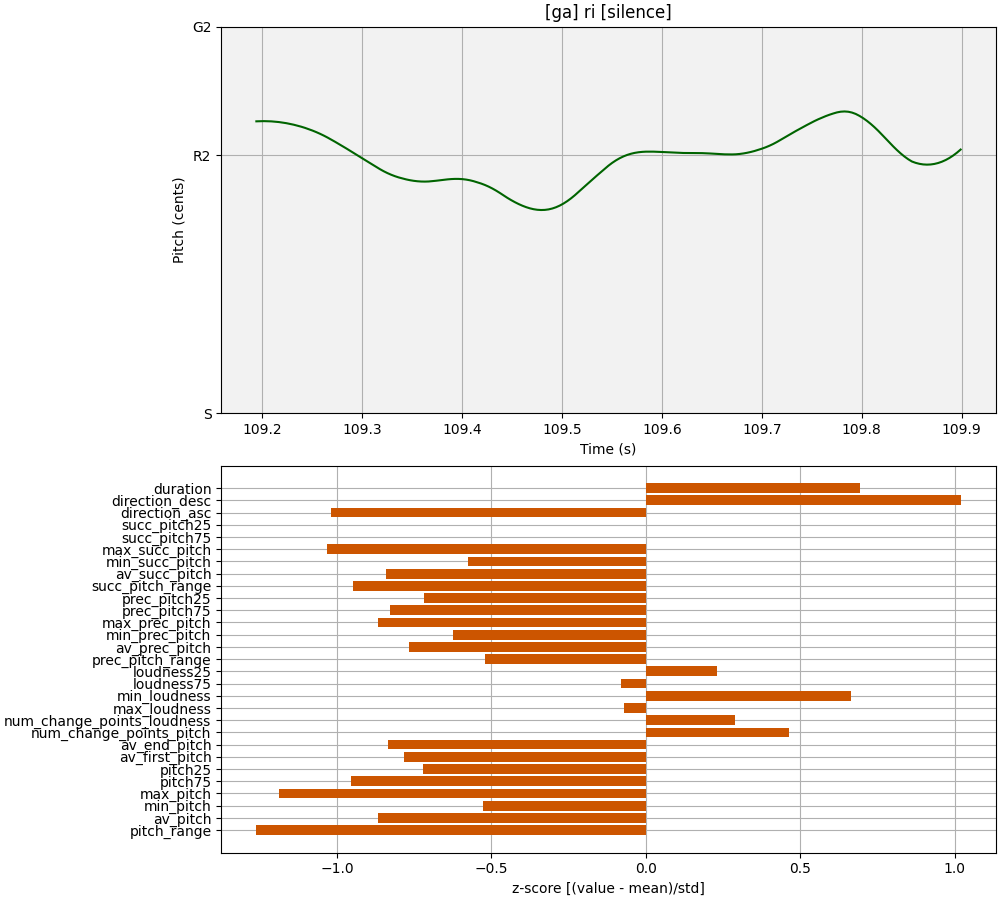 [ga] ri [silence]
G2
R2
S
Pitch (cents)
109.2 109.3 109.4 109.5 109.6 109.7 109.8 109.9
Time (s)
duration
direction_desc
direction_asc
succ_pitch25
succ_pitch75
max_succ_pitch
min_succ_pitch
av_succ_pitch
succ_pitch_range
prec_pitch25
prec_pitch75
max_prec_pitch
min_prec_pitch
av_prec_pitch
prec_pitch_range
loudness25
loudness75
min_loudness
max_loudness
num_change_points_loudness
num_change_points_pitch
av_end_pitch
av_first_pitch
pitch25
pitch75
max_pitch
min_pitch
av_pitch
pitch_range
−1.0 −0.5 0.0 0.5 1.0
z-score [(value - mean)/std]